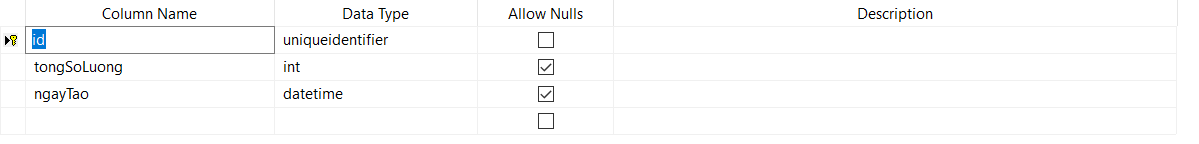 Column Name Data Type Allow Nulls Description
id uniqueidentifier
tongSoLuong int
ngayTao datetime